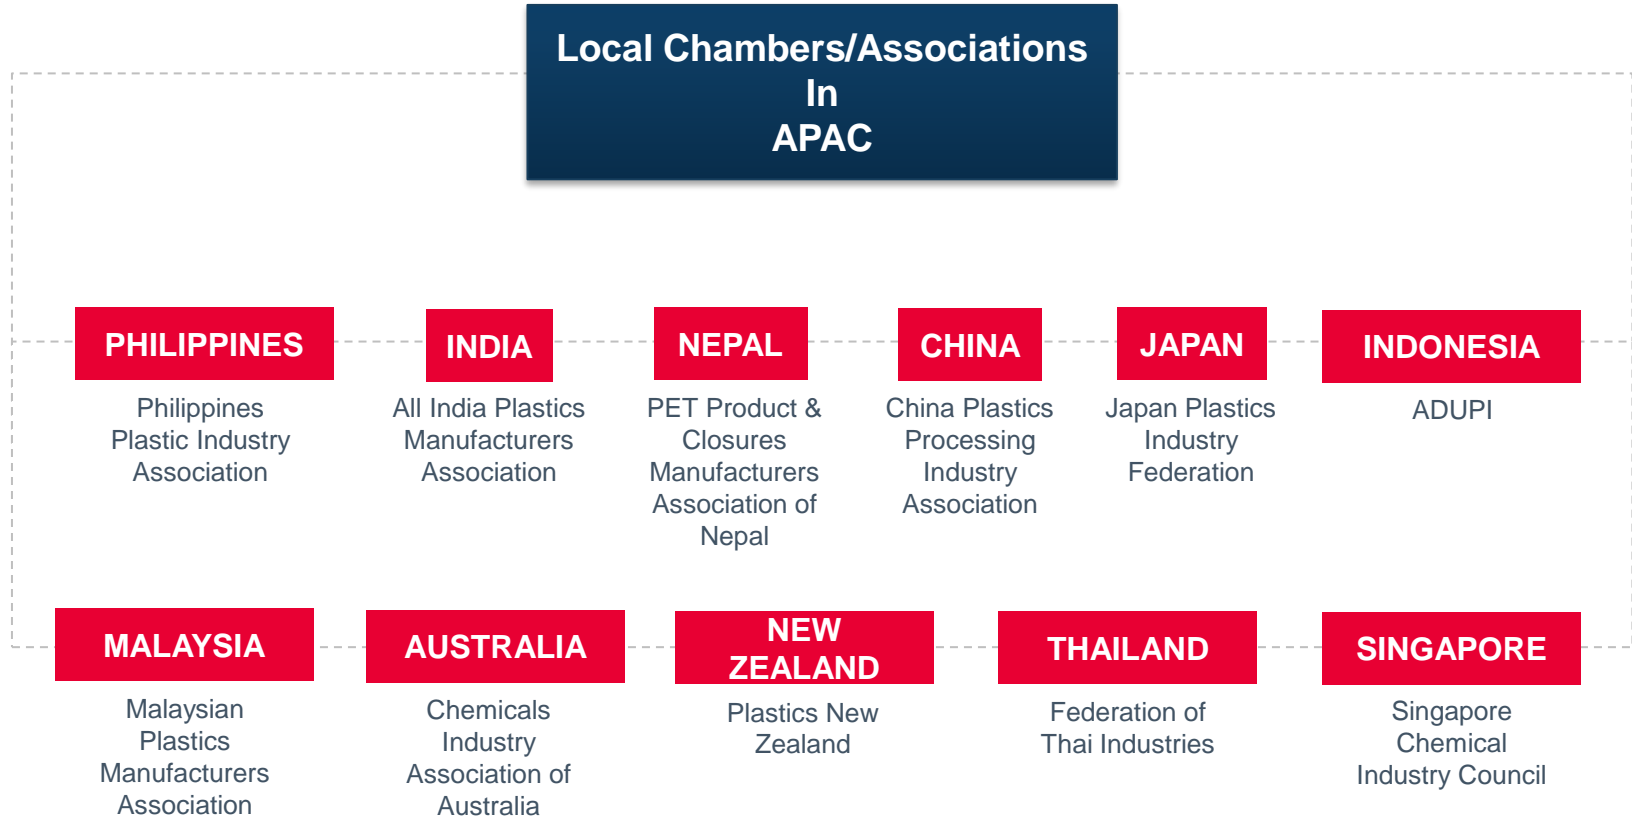 Local Chambers/Associations
In
APAC
PHILIPPINES
Philippines
Plastic Industry
Association
INDIA
All India Plastics
Manufacturers
Association
NEPAL
PET Product &
Closures
Manufacturers
Association of
Nepal
CHINA
China Plastics
Processing
Industry
Association
JAPAN
Japan Plastics
Industry
Federation
INDONESIA
ADUPI
MALAYSIA
Malaysian
Plastics
Manufacturers
Association
AUSTRALIA
Chemicals
Industry
Association of
Australia
NEW
ZEALAND
Plastics New
Zealand
THAILAND
Federation of
Thai Industries
SINGAPORE
Singapore
Chemical
Industry Council